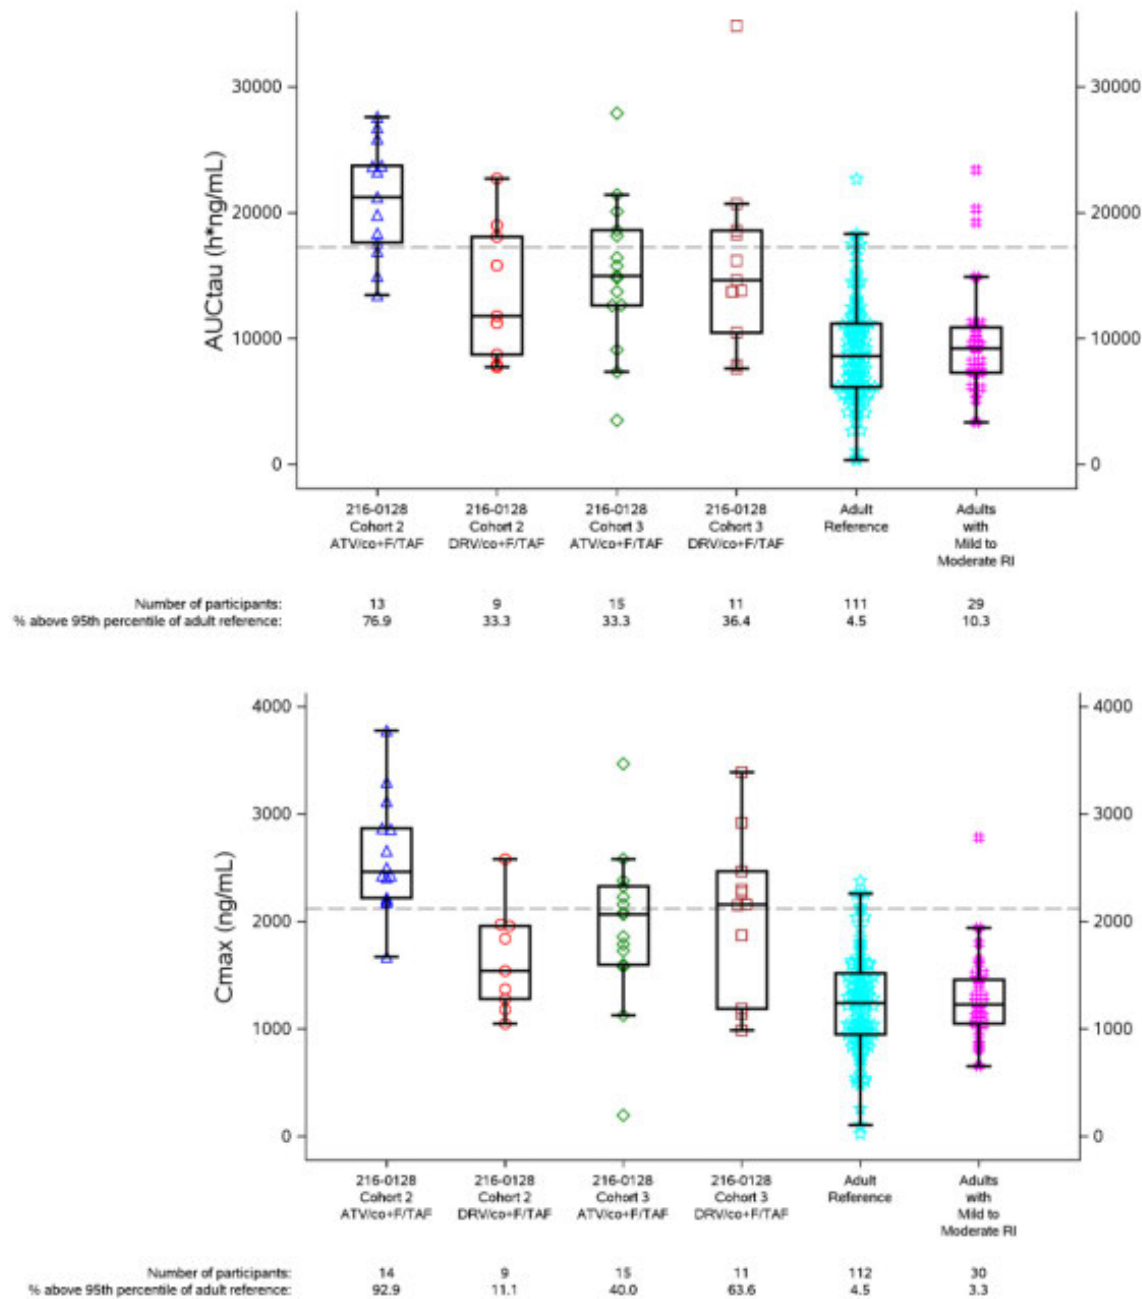 30000
30000
20000
20000
10000
10000
0
0
AUCtau (h*ng/mL)
216-0128
Cohort 2
ATV/co+F/TAF
216-0128
Cohort 2
DRV/co+F/TAF
216-0128
Cohort 3
ATV/co+F/TAF
216-0128
Cohort 3
DRV/co+F/TAF
Adult
Reference
Adults
with
Mild to
Moderate RI
Number of participants: 13 9 15 11 111 29
% above 95th percentile of adult reference: 76.9 33.3 33.3 36.4 4.5 10.3
4000
4000
3000
3000
2000
2000
1000
1000
0
0
Cmax (ng/mL)
216-0128
Cohort 2
ATV/co+F/TAF
216-0128
Cohort 2
DRV/co+F/TAF
216-0128
Cohort 3
ATV/co+F/TAF
216-0128
Cohort 3
DRV/co+F/TAF
Adult
Reference
Adults
with
Mild to
Moderate RI
Number of participants: 14 9 15 11 112 30
% above 95th percentile of adult reference: 92.9 11.1 40.0 63.6 4.5 3.3